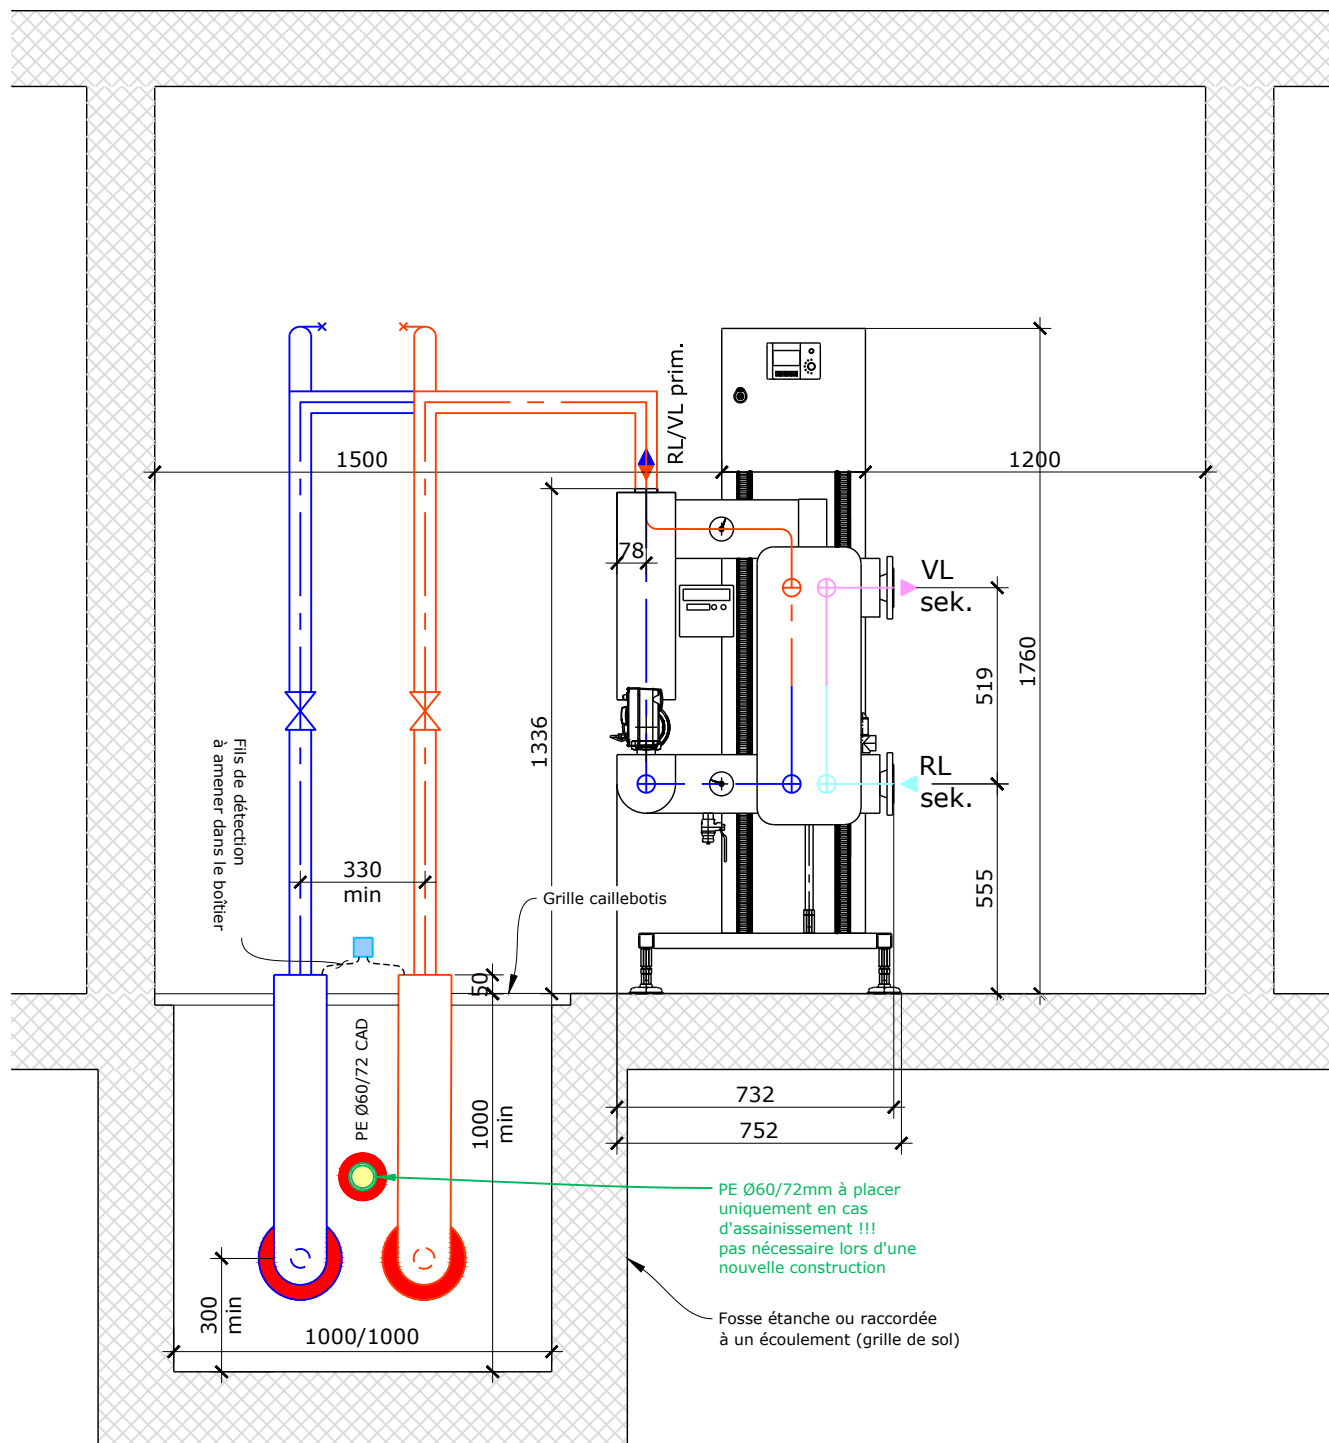 RL/VL prim.
1500
1200
78
VL
sek.
1760
519
1336
RL
sek.
Fils de détection
à amener dans le boîtier
330
min
Grille caillebotis
555
50
PE Ø60/72 CAD
1000
min
732
752
PE Ø60/72mm à placer
uniquement en cas
d'assainissement !!!
pas nécessaire lors d'une
nouvelle construction
300
min
1000/1000
Fosse étanche ou raccordée
à un écoulement (grille de sol)